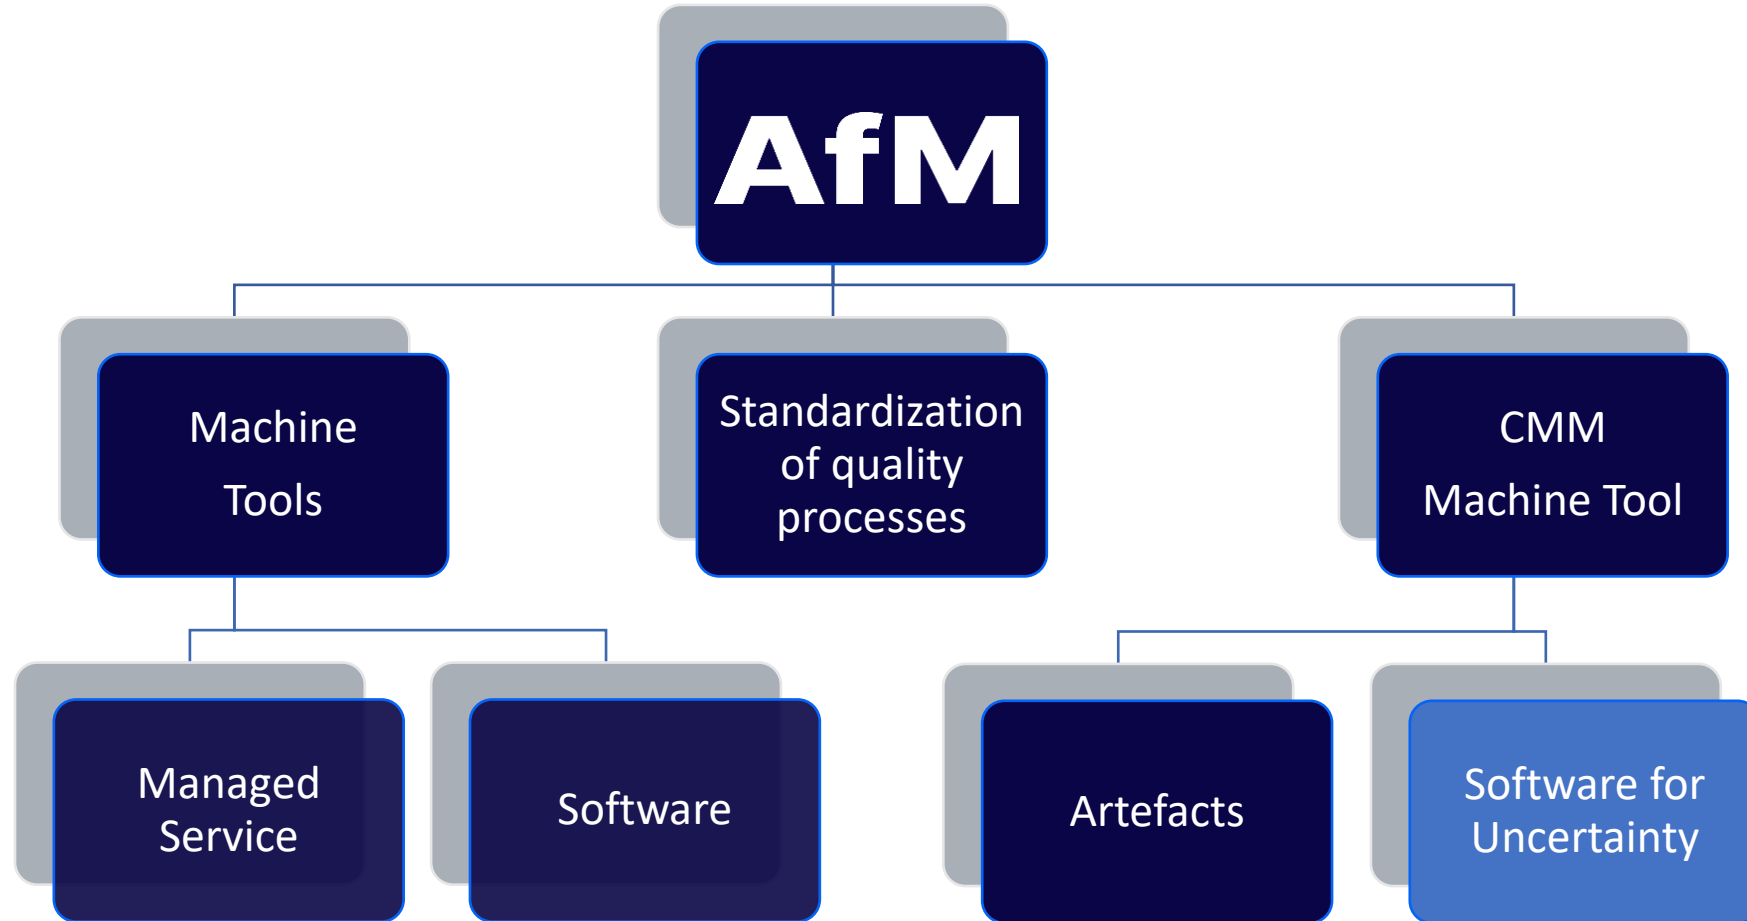 AfM
Machine
Tools
Standardization
of quality
processes
CMM
Machine Tool
Managed
Service
Software
Artefacts
Software for
Uncertainty